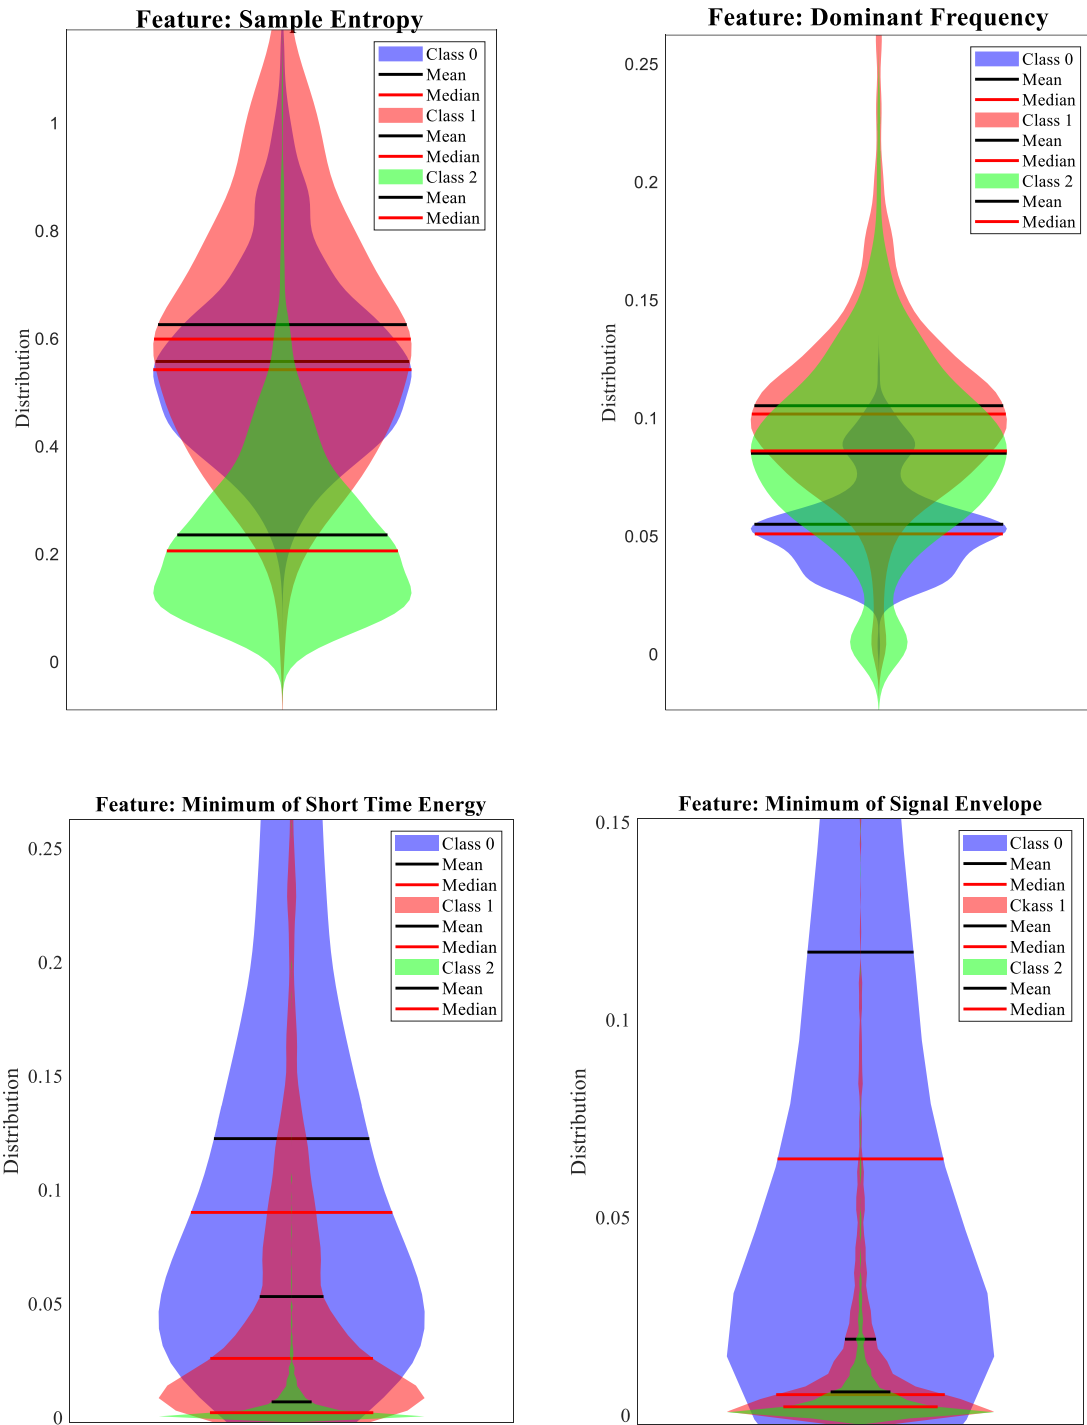 Feature: Sample Entropy
Class 0
Mean
Median
Class 1
Mean
Median
Class 2
Mean
Median
1
0.8
0.6
0.4
0.2
0
Distribution
Feature: Dominant Frequency
Class 0
Mean
Median
Class 1
Mean
Median
Class 2
Mean
Median
0.25
0.2
0.15
0.1
0.05
0
Distribution
Feature: Minimum of Short Time Energy
Class 0
Mean
Median
Class 1
Mean
Median
Class 2
Mean
Median
0.25
0.2
0.15
0.1
0.05
0
Distribution
Feature: Minimum of Signal Envelope
Class 0
Mean
Median
Ckass 1
Mean
Median
Class 2
Mean
Median
0.15
0.1
0.05
0
Distribution